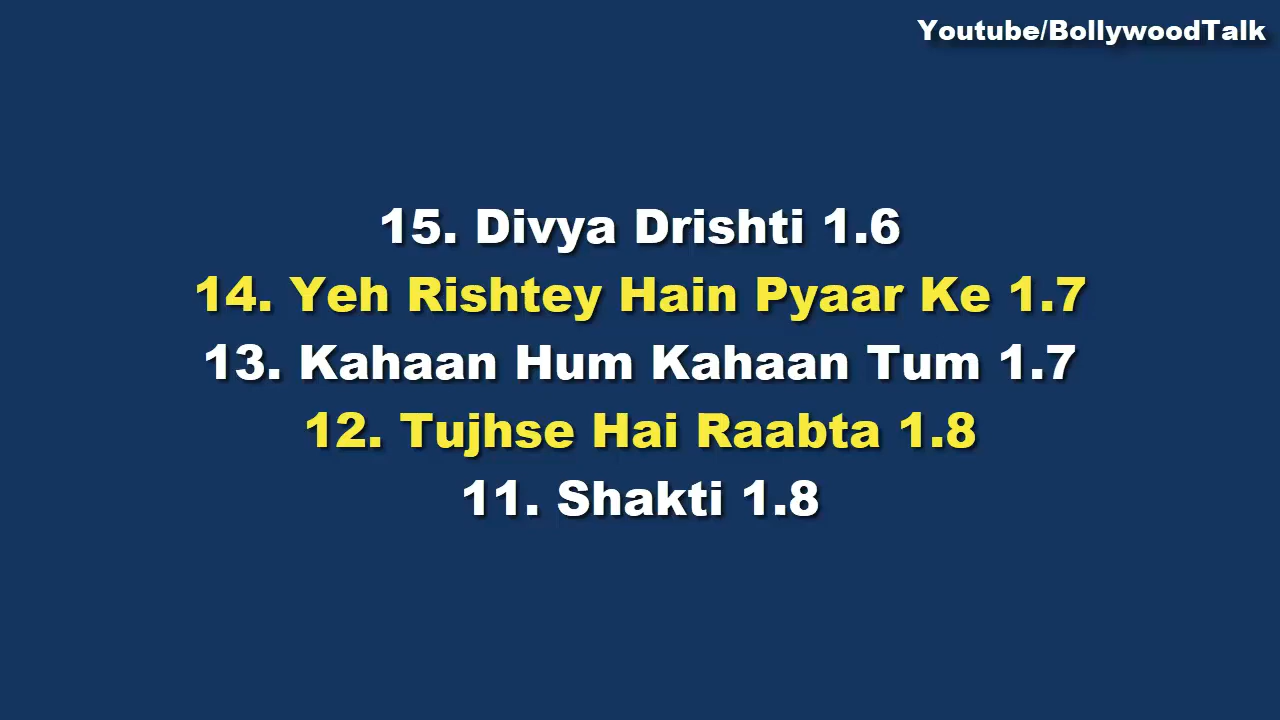 Youtube/BollywoodTalk
15. Divya Drishti 1.6
14. Yeh Rishtey Hain Pyaar Ke 1.7
13. Kahaan Hum Kahaan Tum 1.7
12. Tujhse Hai Raabta 1.8
11. Shakti 1.8